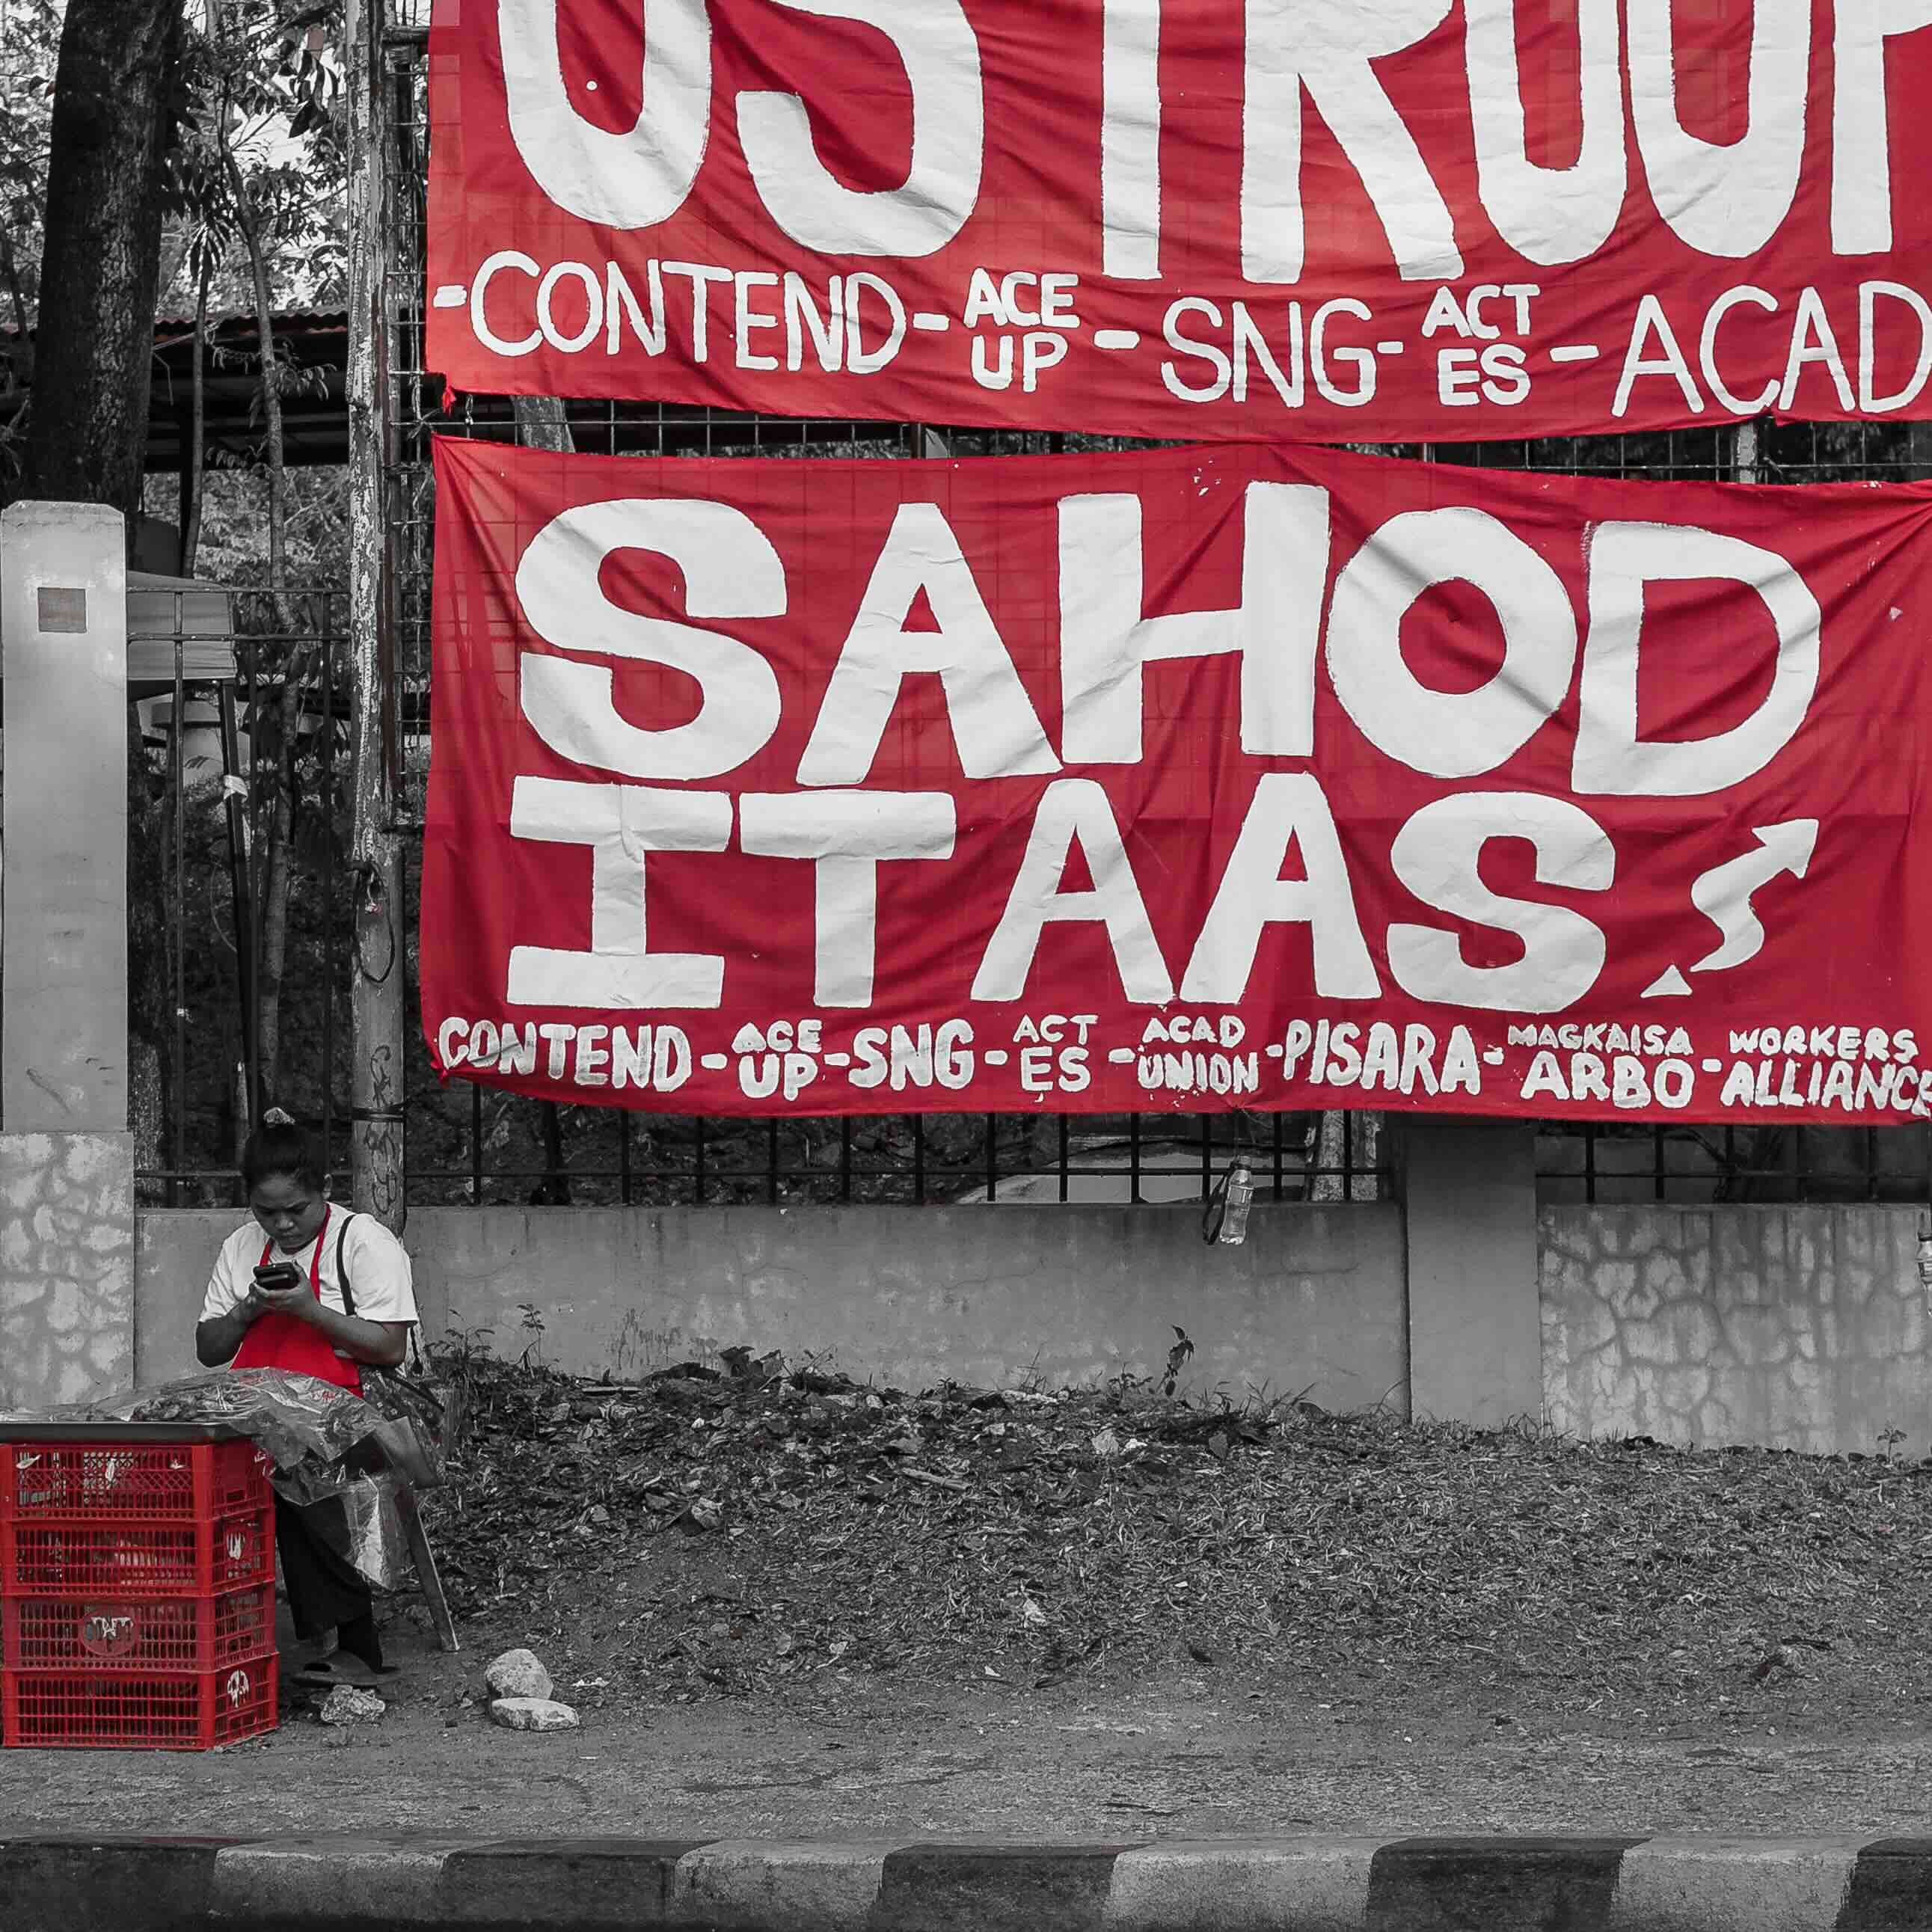 US TROOP
-CONTEND-ACE UP-SNG-ACT ES-ACAD
SAHOD
ITAAS!
CONTEND-ACE UP-SNG-ACT ES-ACAD UNION-PISARA-MAGKAISA ARBO-WORKERS ALLIANCE